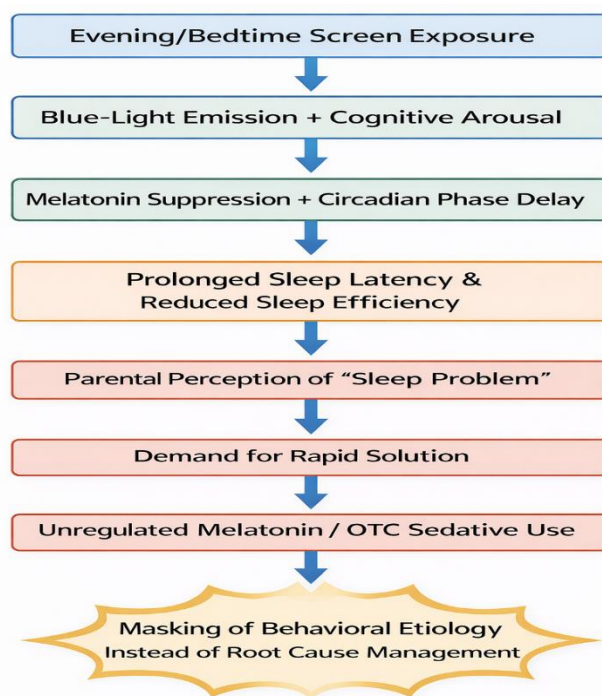 Evening/Bedtime Screen Exposure
Blue-Light Emission + Cognitive Arousal
Melatonin Suppression + Circadian Phase Delay
Prolonged Sleep Latency &
Reduced Sleep Efficiency
Parental Perception of “Sleep Problem”
Demand for Rapid Solution
Unregulated Melatonin / OTC Sedative Use
Masking of Behavioral Etiology
Instead of Root Cause Management